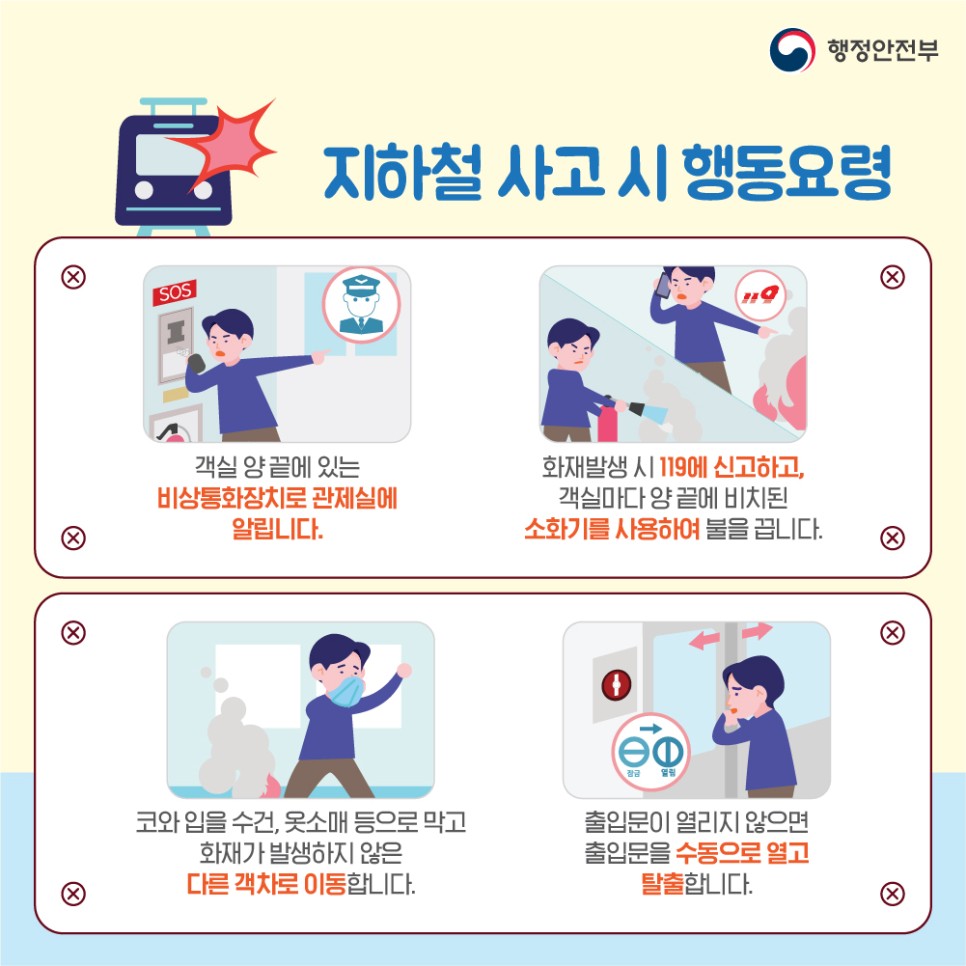 행정안전부
지하철 사고 시 행동요령
SOS
객실 양 끝에 있는
비상통화장치로 관제실에
알립니다.
119
화재발생 시 119에 신고하고,
객실마다 양 끝에 비치된
소화기를 사용하여 불을 끕니다.
코와 입을 수건, 옷소매 등으로 막고
화재가 발생하지 않은
다른 객차로 이동합니다.
잠금 열림
출입문이 열리지 않으면
출입문을 수동으로 열고
탈출합니다.